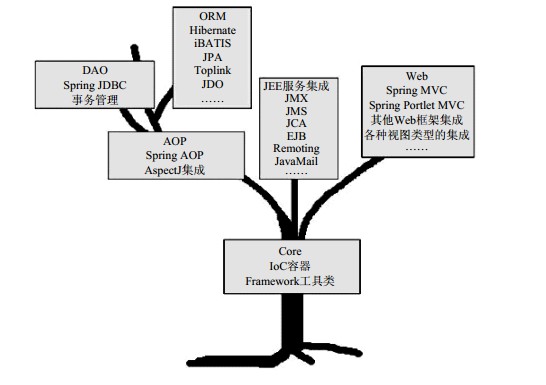 ORM
Hibernate
iBATIS
JPA
Toplink
JDO
……
DAO
Spring JDBC
事务管理
JEE服务集成
JMX
JMS
JCA
EJB
Remoting
JavaMail
……
Web
Spring MVC
Spring Portlet MVC
其他Web框架集成
各种视图类型的集成
……
AOP
Spring AOP
AspectJ集成
Core
IoC容器
Framework工具类